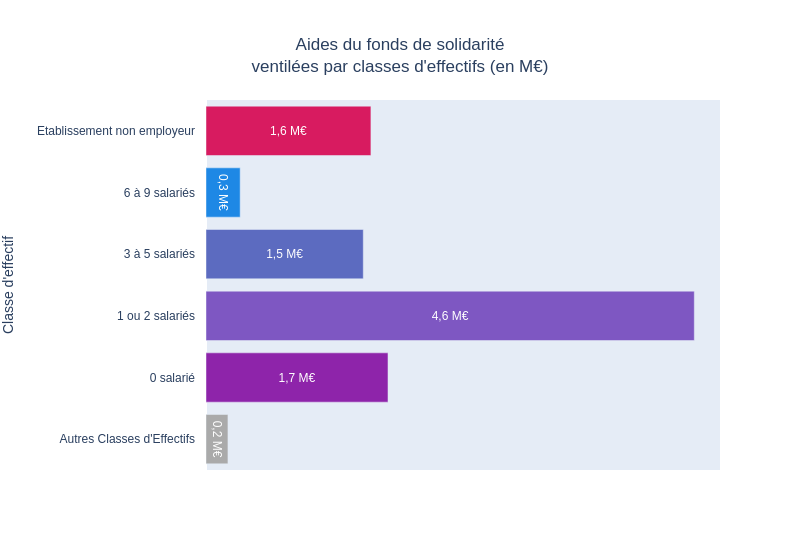 Aides du fonds de solidarité
ventilées par classes d'effectifs (en M€)
Classe d'effectif
Etablissement non employeur
1,6 M€
6 à 9 salariés
0,3 M€
3 à 5 salariés
1,5 M€
1 ou 2 salariés
4,6 M€
0 salarié
1,7 M€
Autres Classes d'Effectifs
0,2 M€